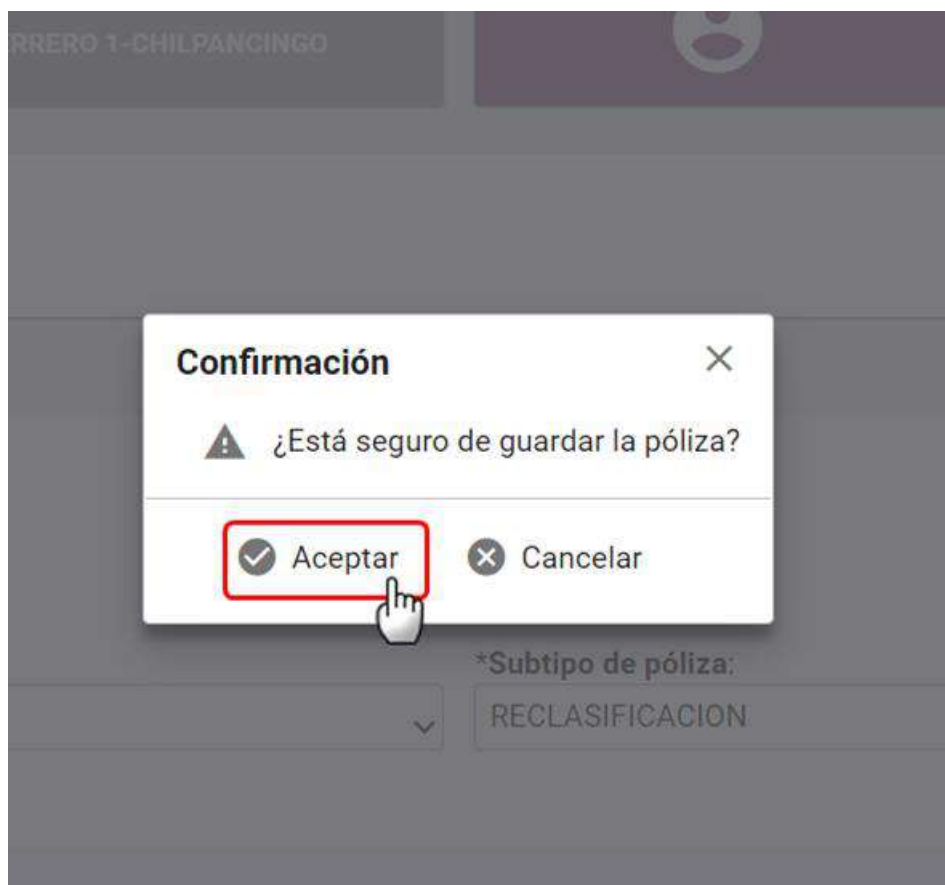 RRERO 1-CHILPANCINGO
Confirmación
¿Está seguro de guardar la póliza?
Aceptar
Cancelar
*Subtipo de póliza:
RECLASIFICACION